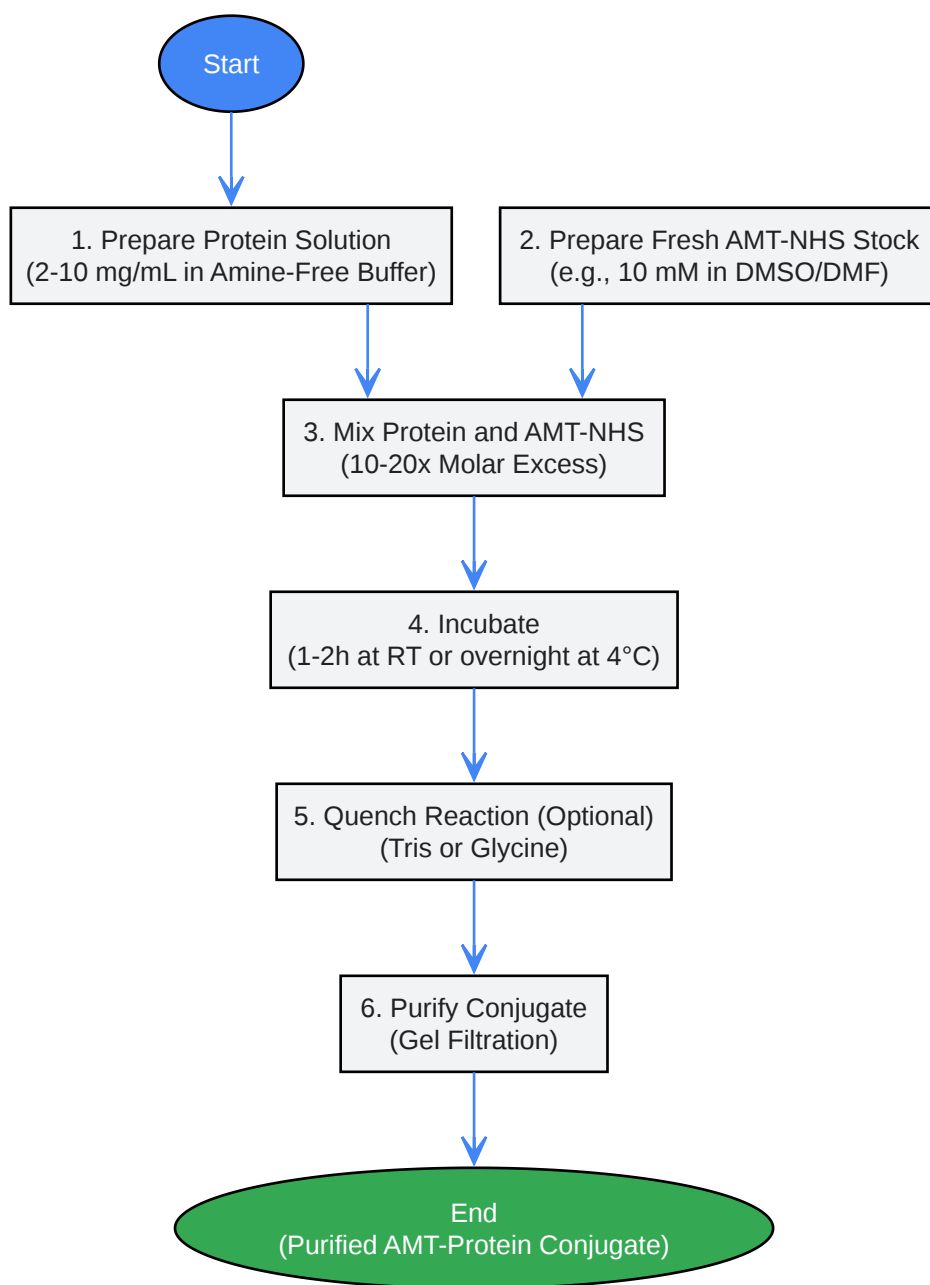 Start
1. Prepare Protein Solution
(2-10 mg/mL in Amine-Free Buffer)
2. Prepare Fresh AMT-NHS Stock
(e.g., 10 mM in DMSO/DMF)
3. Mix Protein and AMT-NHS
(10-20x Molar Excess)
4. Incubate
(1-2h at RT or overnight at 4°C)
5. Quench Reaction (Optional)
(Tris or Glycine)
6. Purify Conjugate
(Gel Filtration)
End
(Purified AMT-Protein Conjugate)